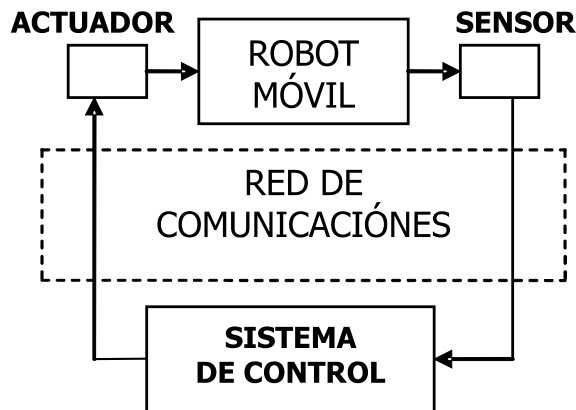 ACTUADOR
SENSOR
ROBOT
MÓVIL
RED DE
COMUNICACIÓNES
SISTEMA
DE CONTROL